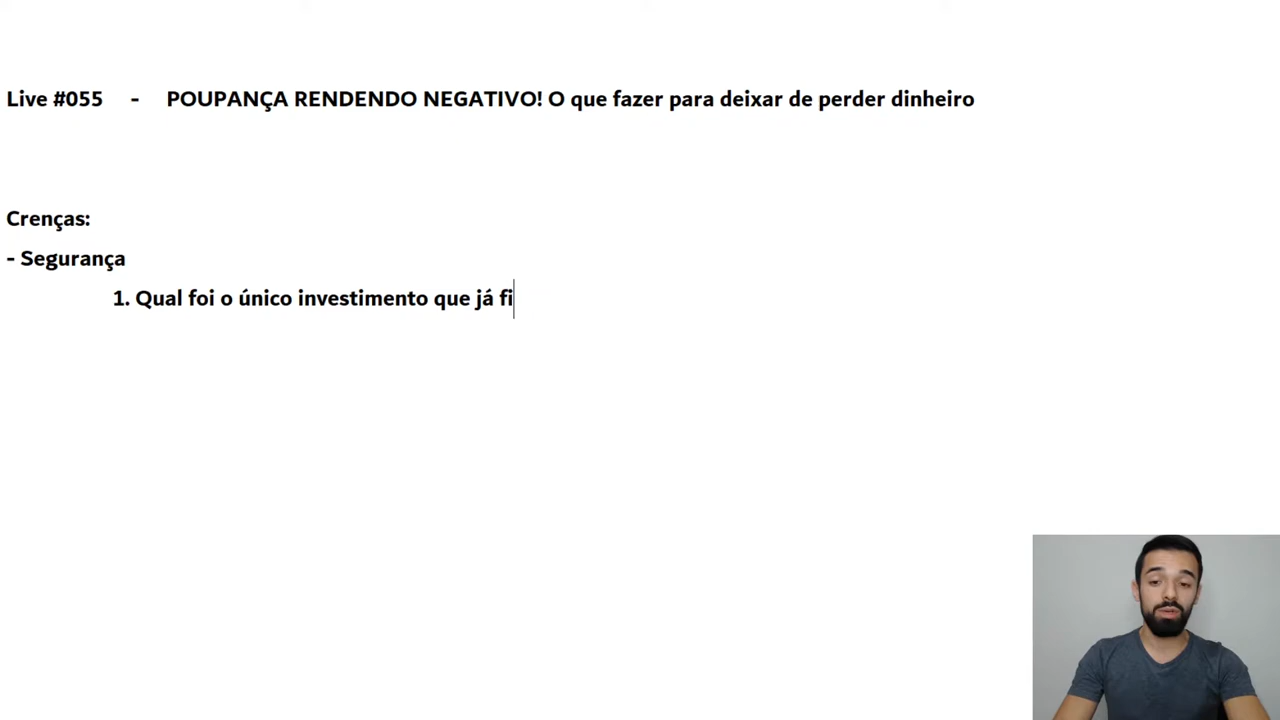 Live #055 - POUPANÇA RENDENDO NEGATIVO! O que fazer para deixar de perder dinheiro
Crenças:
- Segurança
1. Qual foi o único investimento que já fi